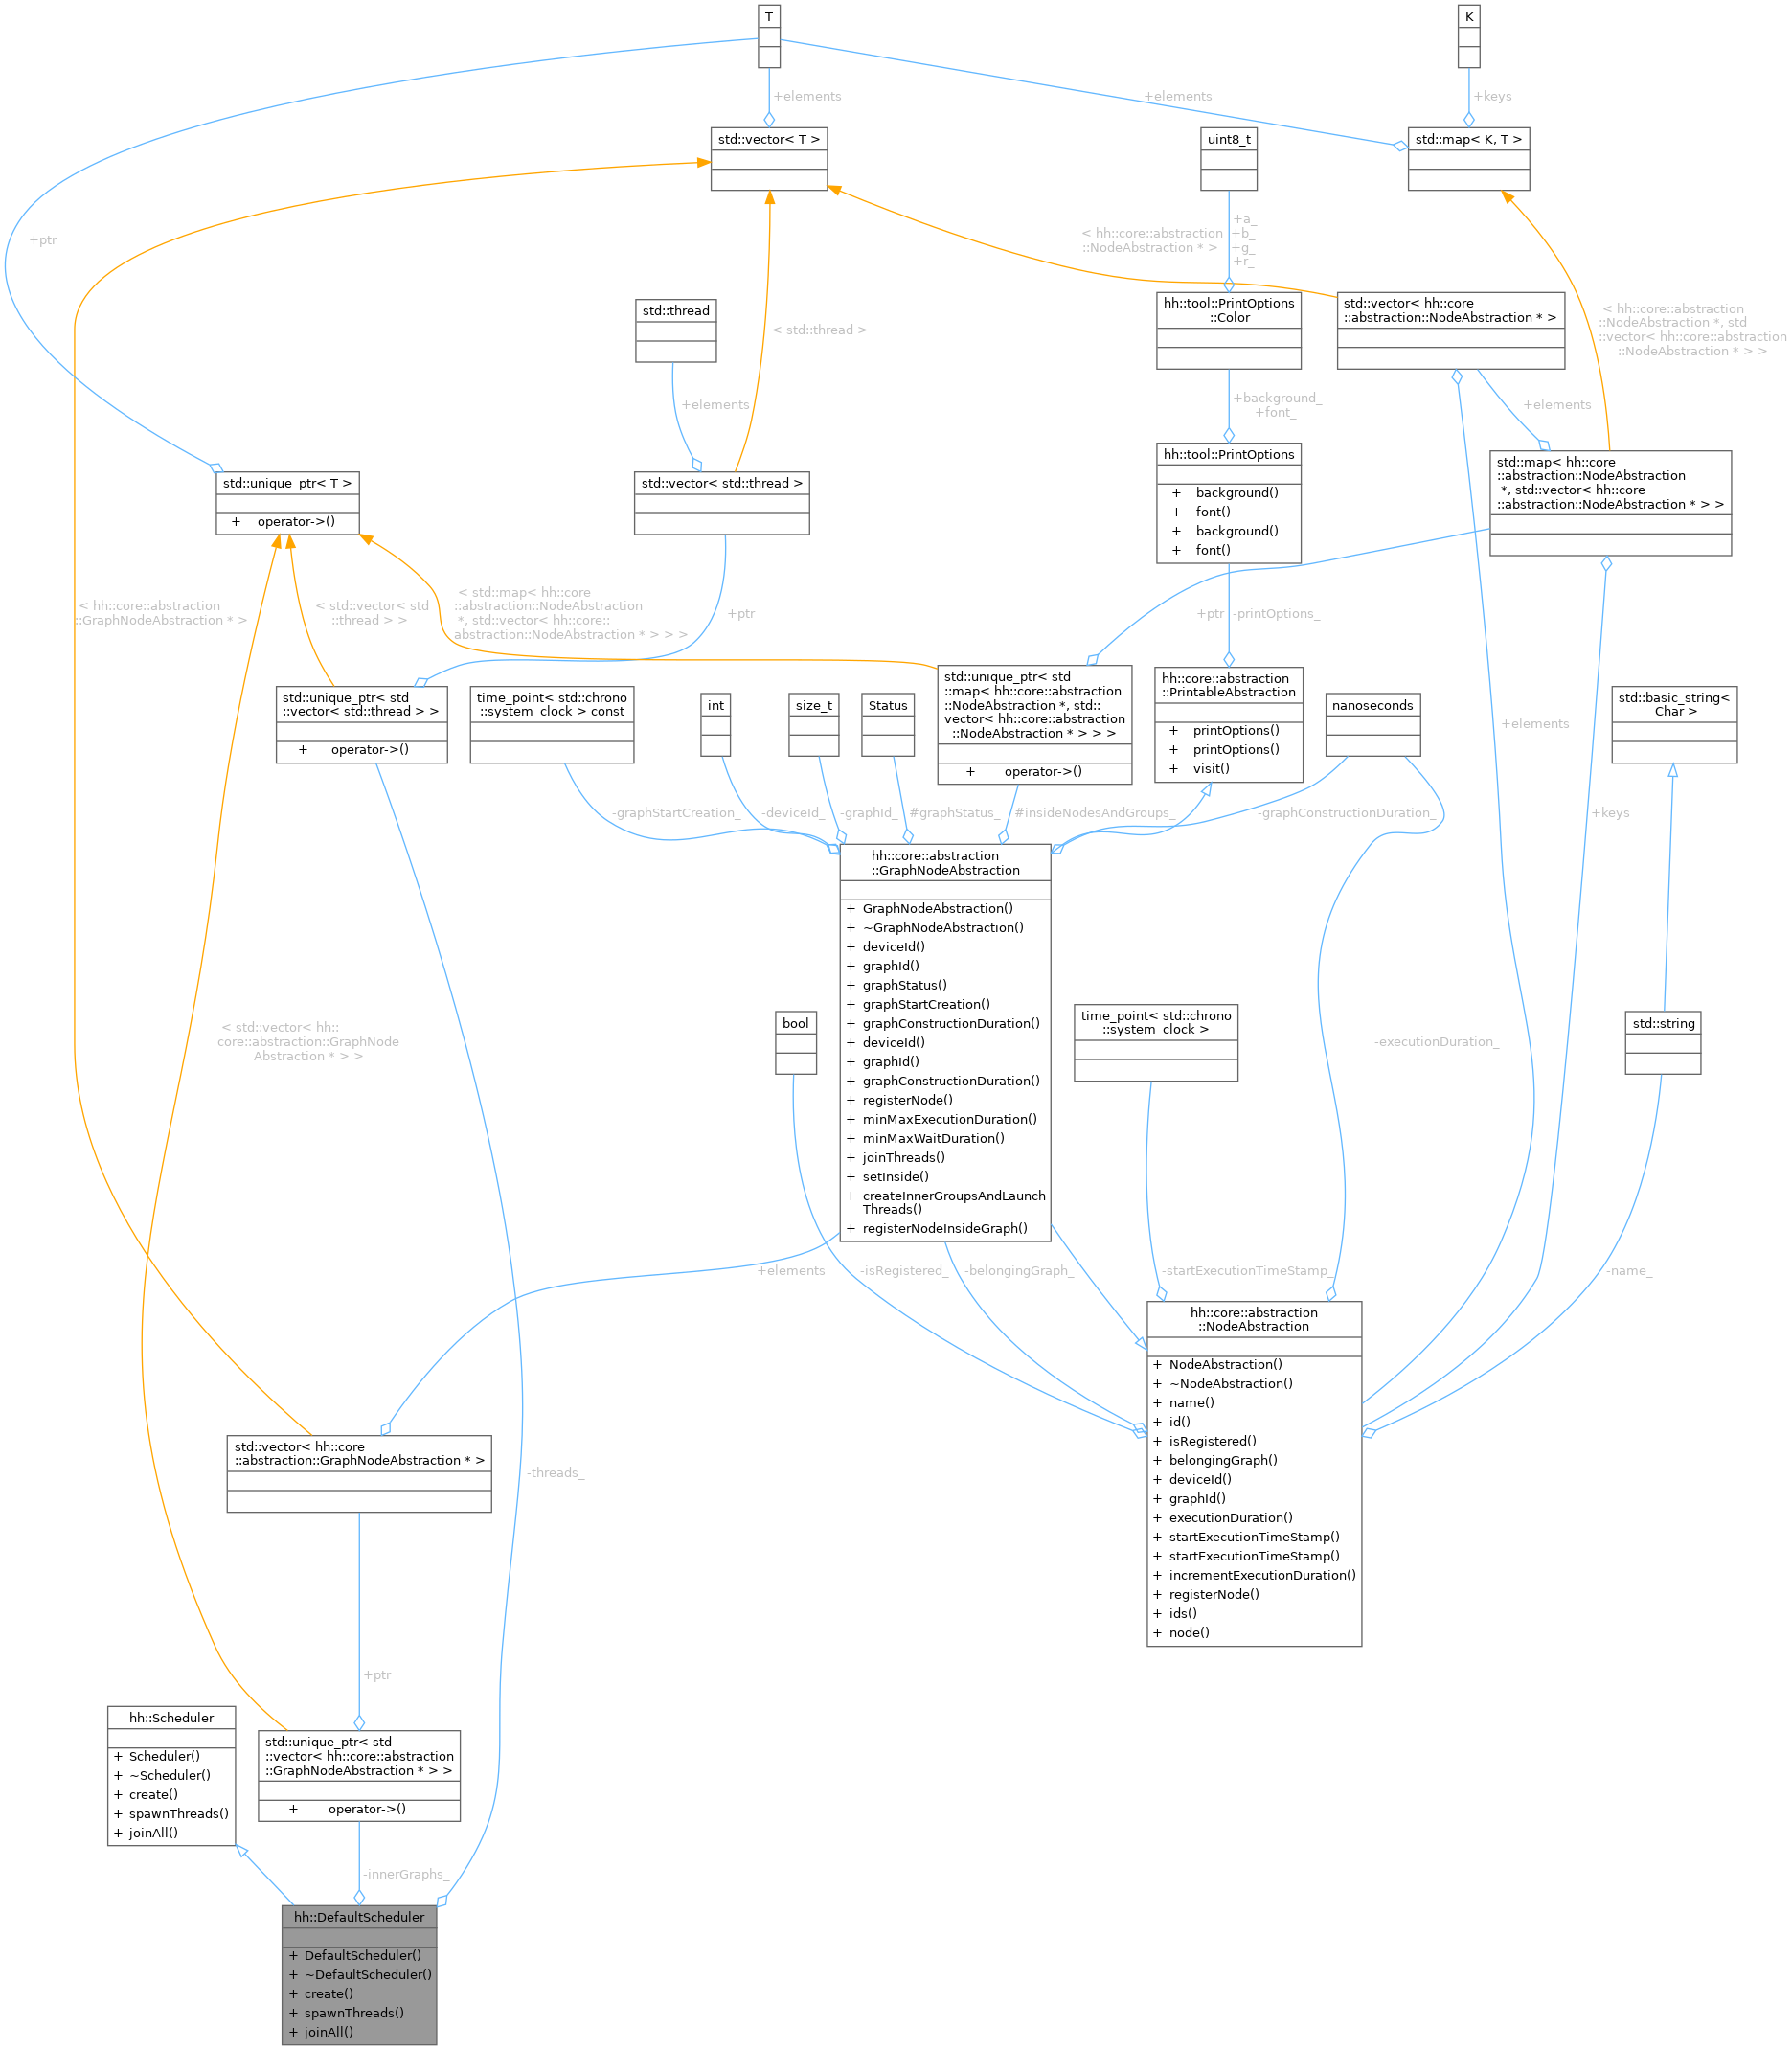 T
K
+elements
+elements
+keys
std::vector< T >
uint8_t
std::map< K, T >
+ptr
< hh::core::abstraction
::NodeAbstraction * >
+a_
+b_
+g_
+r_
std::thread
< std::thread >
hh::tool::PrintOptions
::Color
std::vector< hh::core
::abstraction::NodeAbstraction * >
< hh::core::abstraction
::NodeAbstraction *, std
::vector< hh::core::abstraction
::NodeAbstraction * > >
+elements
+background_
+font_
+elements
std::unique_ptr< T >
+ operator->()
std::vector< std::thread >
hh::tool::PrintOptions
+ background()
+ font()
+ background()
+ font()
std::map< hh::core
::abstraction::NodeAbstraction
*, std::vector< hh::core
::abstraction::NodeAbstraction * > >
< hh::core::abstraction
::GraphNodeAbstraction * >
< std::vector< std
::thread > >
< std::map< hh::core
::abstraction::NodeAbstraction
*, std::vector< hh::core::
abstraction::NodeAbstraction * > > >
+ptr
+ptr
-printOptions_
std::unique_ptr< std
::vector< std::thread > >
+ operator->()
time_point< std::chrono
::system_clock > const
int
size_t
Status
std::unique_ptr< std
::map< hh::core::abstraction
::NodeAbstraction *, std::
vector< hh::core::abstraction
::NodeAbstraction * > > >
+ operator->()
hh::core::abstraction
::PrintableAbstraction
+ printOptions()
+ printOptions()
+ visit()
nanoseconds
std::basic_string<
Char >
+elements
-graphStartCreation_
-deviceId_
-graphId_
#graphStatus_
#insideNodesAndGroups_
-graphConstructionDuration_
+keys
hh::core::abstraction
::GraphNodeAbstraction
+ GraphNodeAbstraction()
+ ~GraphNodeAbstraction()
+ deviceId()
+ graphId()
+ graphStatus()
+ graphStartCreation()
+ graphConstructionDuration()
+ deviceId()
+ graphId()
+ graphConstructionDuration()
+ registerNode()
+ minMaxExecutionDuration()
+ minMaxWaitDuration()
+ joinThreads()
+ setInside()
+ createInnerGroupsAndLaunch
Threads()
+ registerNodeInsideGraph()
< std::vector< hh::
core::abstraction::GraphNode
Abstraction * > >
bool
time_point< std::chrono
::system_clock >
-executionDuration_
std::string
+elements
-isRegistered_
-belongingGraph_
-startExecutionTimeStamp_
-name_
hh::core::abstraction
::NodeAbstraction
+ NodeAbstraction()
+ ~NodeAbstraction()
+ name()
+ id()
+ isRegistered()
+ belongingGraph()
+ deviceId()
+ graphId()
+ executionDuration()
+ startExecutionTimeStamp()
+ startExecutionTimeStamp()
+ incrementExecutionDuration()
+ registerNode()
+ ids()
+ node()
std::vector< hh::core
::abstraction::GraphNodeAbstraction * >
-threads_
+ptr
hh::Scheduler
+ Scheduler()
+ ~Scheduler()
+ create()
+ spawnThreads()
+ joinAll()
std::unique_ptr< std
::vector< hh::core::abstraction
::GraphNodeAbstraction * > >
+ operator->()
-innerGraphs_
hh::DefaultScheduler
+ DefaultScheduler()
+ ~DefaultScheduler()
+ create()
+ spawnThreads()
+ joinAll()